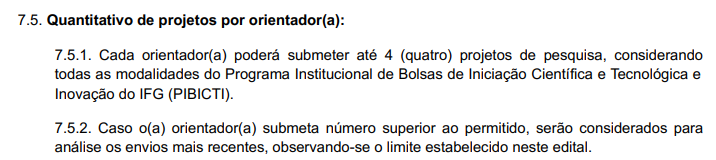 7.5. Quantitativo de projetos por orientador(a):
7.5.1. Cada orientador(a) poderá submeter até 4 (quatro) projetos de pesquisa, considerando
todas as modalidades do Programa Institucional de Bolsas de Iniciação Científica e Tecnológica e
Inovação do IFG (PIBICTI).
7.5.2. Caso o(a) orientador(a) submeta número superior ao permitido, serão considerados para
análise os envios mais recentes, observando-se o limite estabelecido neste edital.